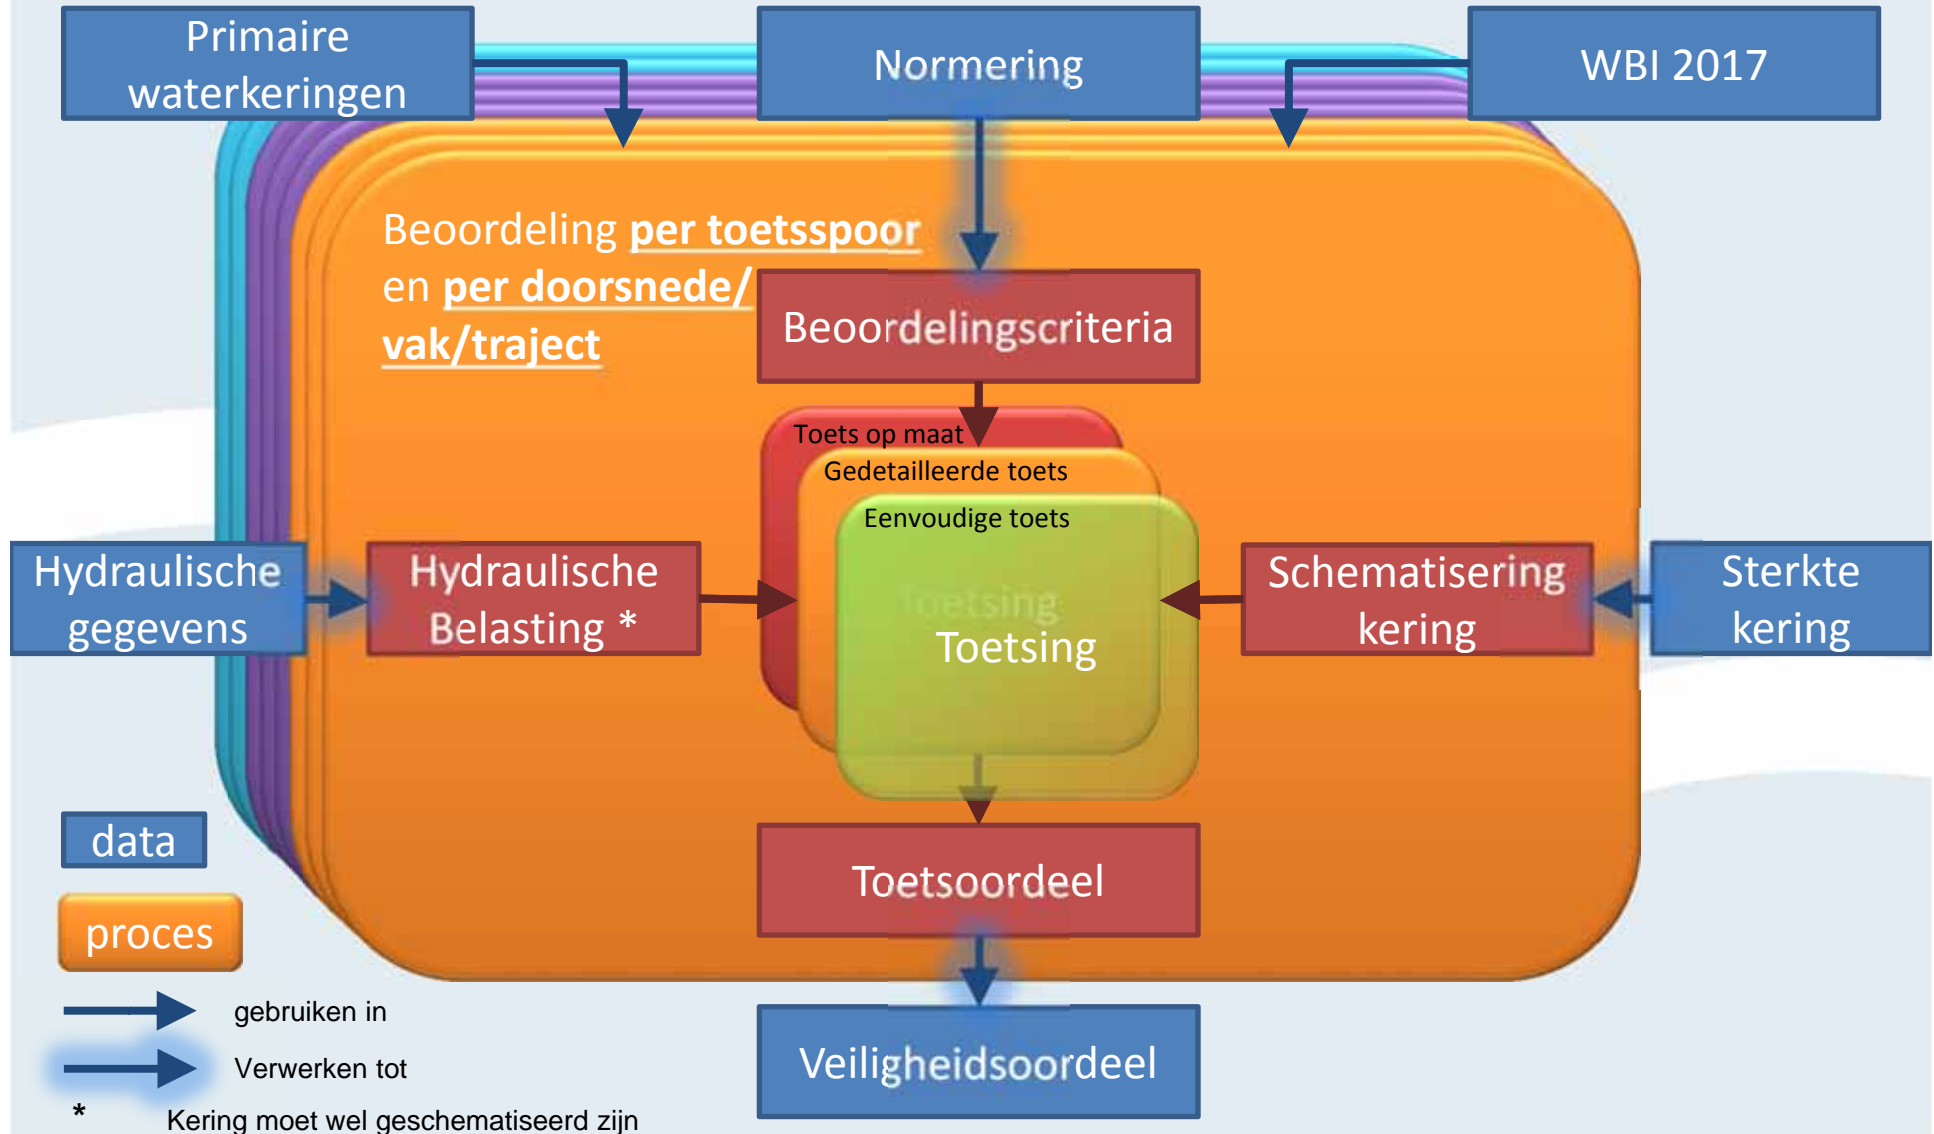 Primaire
waterkeringen
Normering
WBI 2017
Beoordeling per toetsspoor
en per doorsnede/
vak/traject
Beoordelingscriteria
Toets op maat
Gedetailleerde toets
Eenvoudige toets
Hydraulische
gegevens
Hydraulische
Belasting *
Toetsing
Toetsing
Schematisering
kering
Sterkte
kering
data
Toetsoordeel
proces
gebruiken in
Veiligheidsoordeel
Verwerken tot
* Kering moet wel geschematiseerd zijn